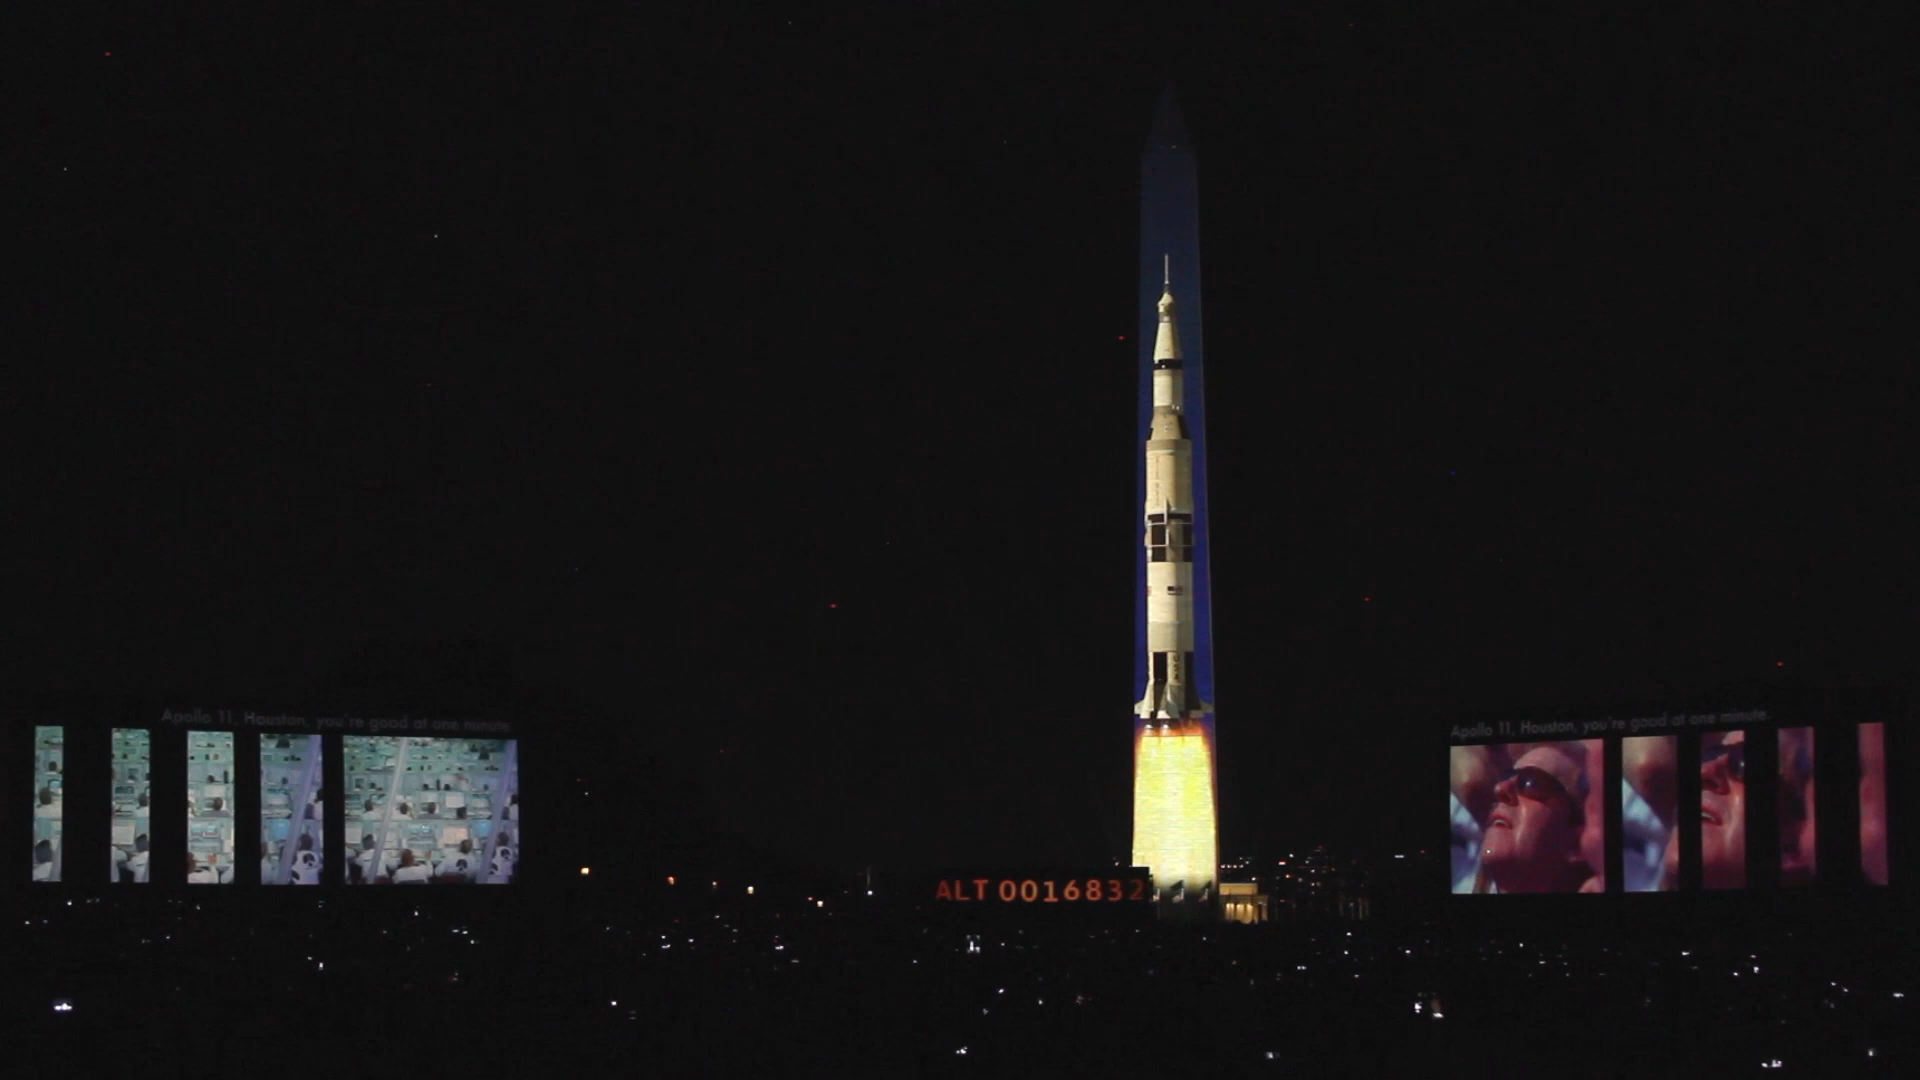 Apollo 11, Houston, you're good at one minute.
Apollo 11, Houston, you're good at one minute.
ALT 0016832